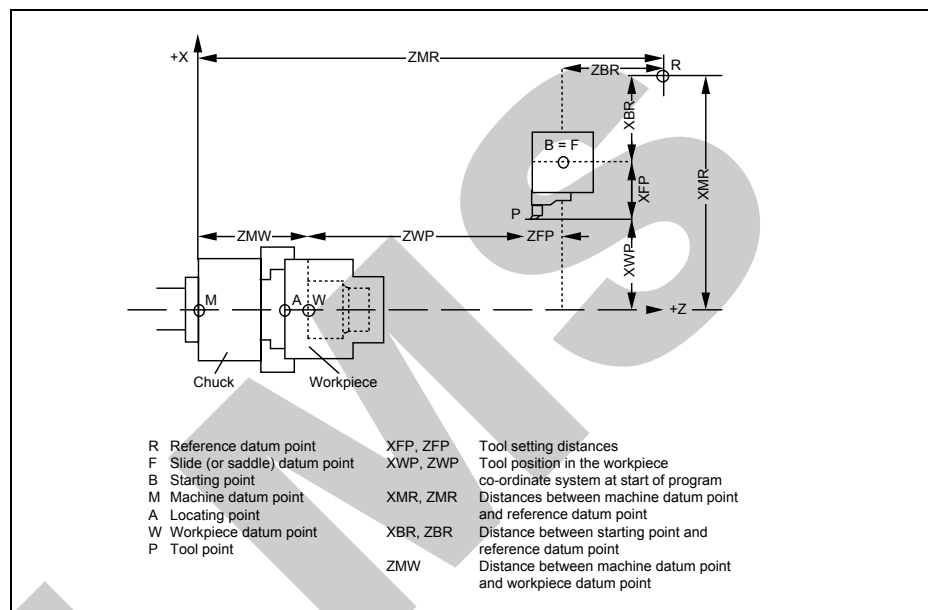 +X
ZMR
ZBR
R
XBR
B = F
XFP
XMR
P
ZMW
ZWP
ZFP
XWP
M
A
W
+Z
Chuck
Workpiece
R Reference datum point
F Slide (or saddle) datum point
B Starting point
M Machine datum point
A Locating point
W Workpiece datum point
P Tool point
XFP, ZFP Tool setting distances
XWP, ZWP Tool position in the workpiece
co-ordinate system at start of program
XMR, ZMR Distances between machine datum point
and reference datum point
XBR, ZBR Distance between starting point and
reference datum point
ZMW Distance between machine datum point
and workpiece datum point
MS